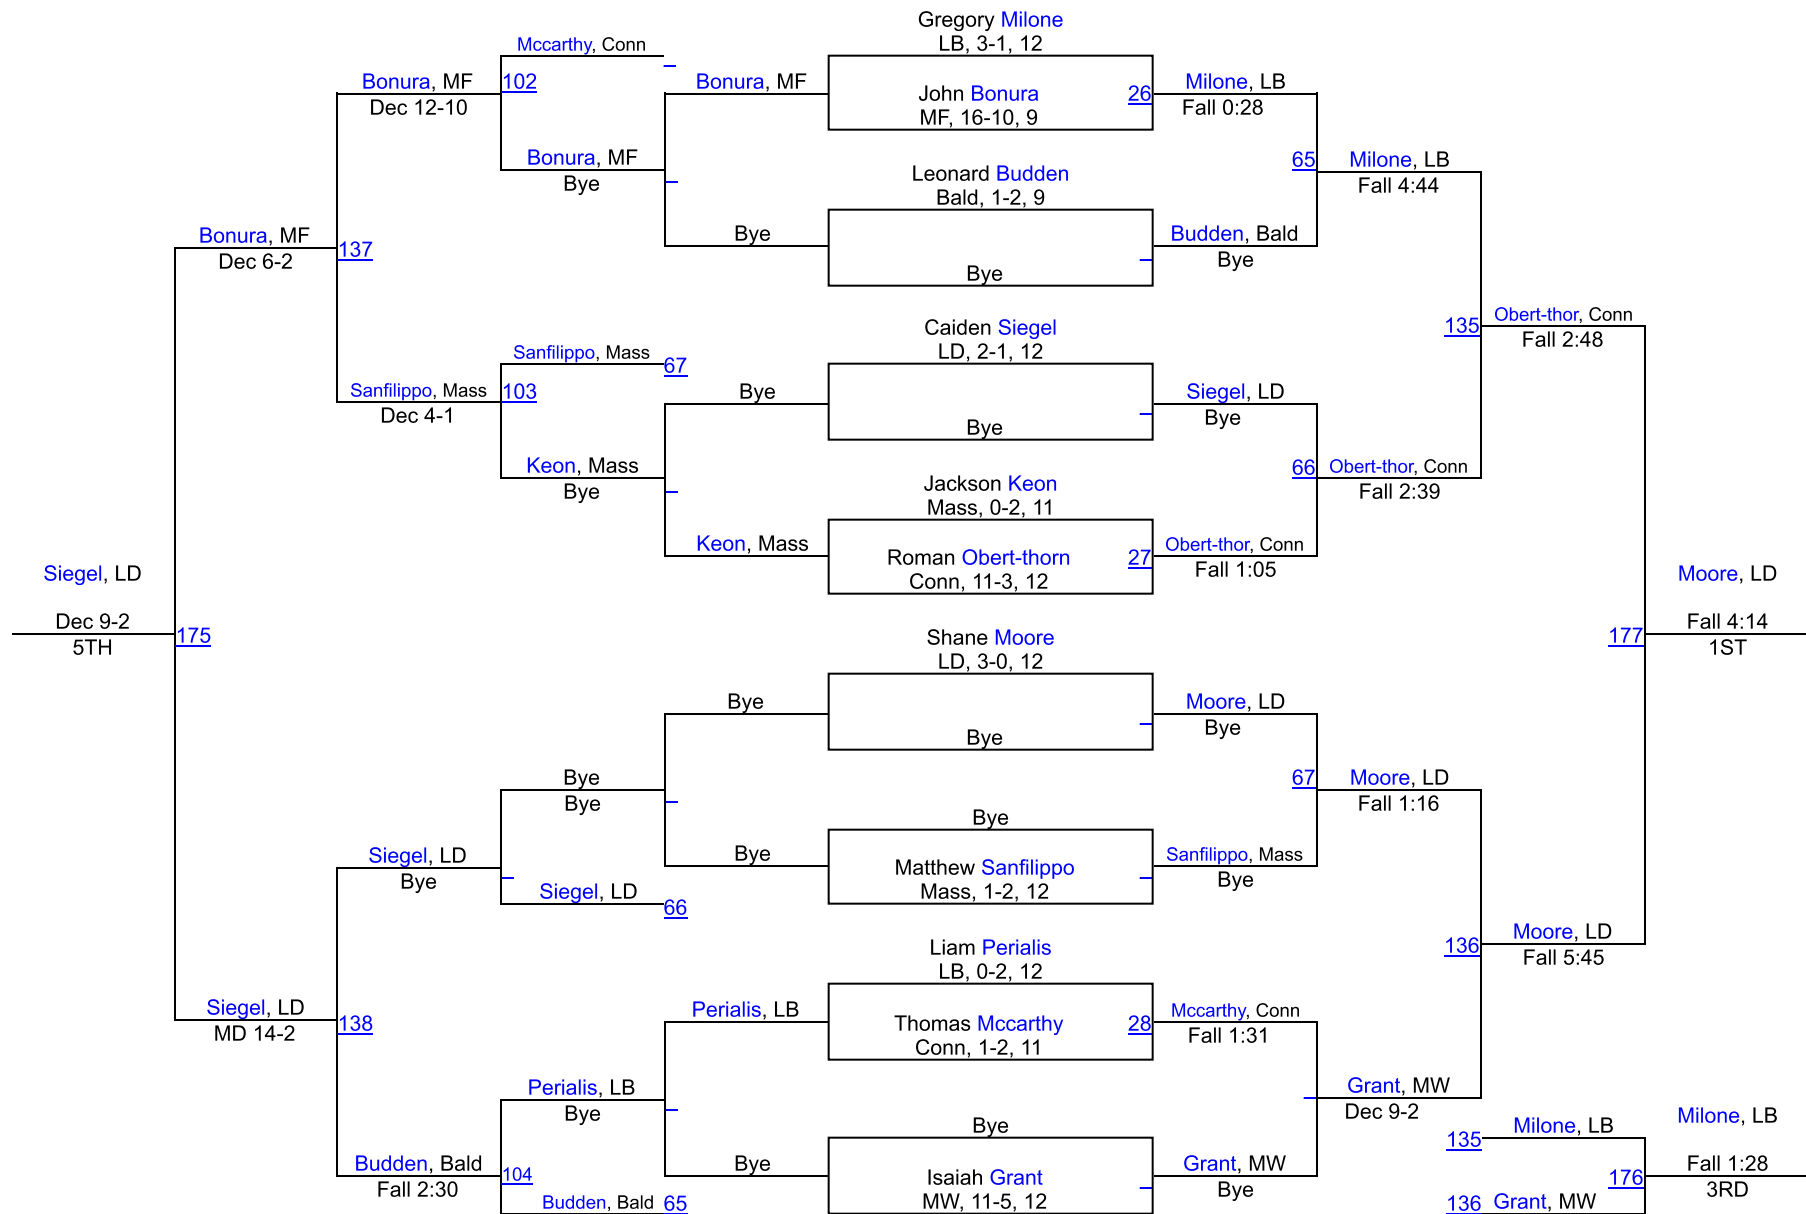 Gregory Milone
LB, 3-1, 12
Mccarthy, Conn
Bonura, MF
102
Dec 12-10
Bonura, MF
John Bonura
MF, 16-10, 9
26
Milone, LB
Fall 0:28
Bonura, MF
Bye
Leonard Budden
Bald, 1-2, 9
65
Milone, LB
Fall 4:44
Bonura, MF
Dec 6-2
137
Bye
Bye
Budden, Bald
Bye
Caiden Siegel
LD, 2-1, 12
135
Obert-thor, Conn
Fall 2:48
Sanfilippo, Mass
67
Sanfilippo, Mass
103
Dec 4-1
Bye
Bye
Siegel, LD
Bye
Keon, Mass
Bye
Jackson Keon
Mass, 0-2, 11
66
Obert-thor, Conn
Fall 2:39
Keon, Mass
Roman Obert-thorn
Conn, 11-3, 12
27
Obert-thor, Conn
Fall 1:05
Siegel, LD
Dec 9-2
5TH
175
Moore, LD
177
Fall 4:14
1ST
Shane Moore
LD, 3-0, 12
Bye
Bye
Moore, LD
Bye
Bye
Bye
67
Moore, LD
Fall 1:16
Siegel, LD
Bye
Siegel, LD
66
Bye
Bye
Matthew Sanfilippo
Mass, 1-2, 12
Sanfilippo, Mass
Bye
136
Moore, LD
Fall 5:45
Liam Perialis
LB, 0-2, 12
Siegel, LD
MD 14-2
138
Perialis, LB
Thomas Mccarthy
Conn, 1-2, 11
28
Mccarthy, Conn
Fall 1:31
Perialis, LB
Bye
Grant, MW
Dec 9-2
Budden, Bald
Fall 2:30
104
Budden, Bald
65
Bye
Bye
Isaiah Grant
MW, 11-5, 12
Grant, MW
Bye
135
Milone, LB
136
Grant, MW
176
Milone, LB
Fall 1:28
3RD